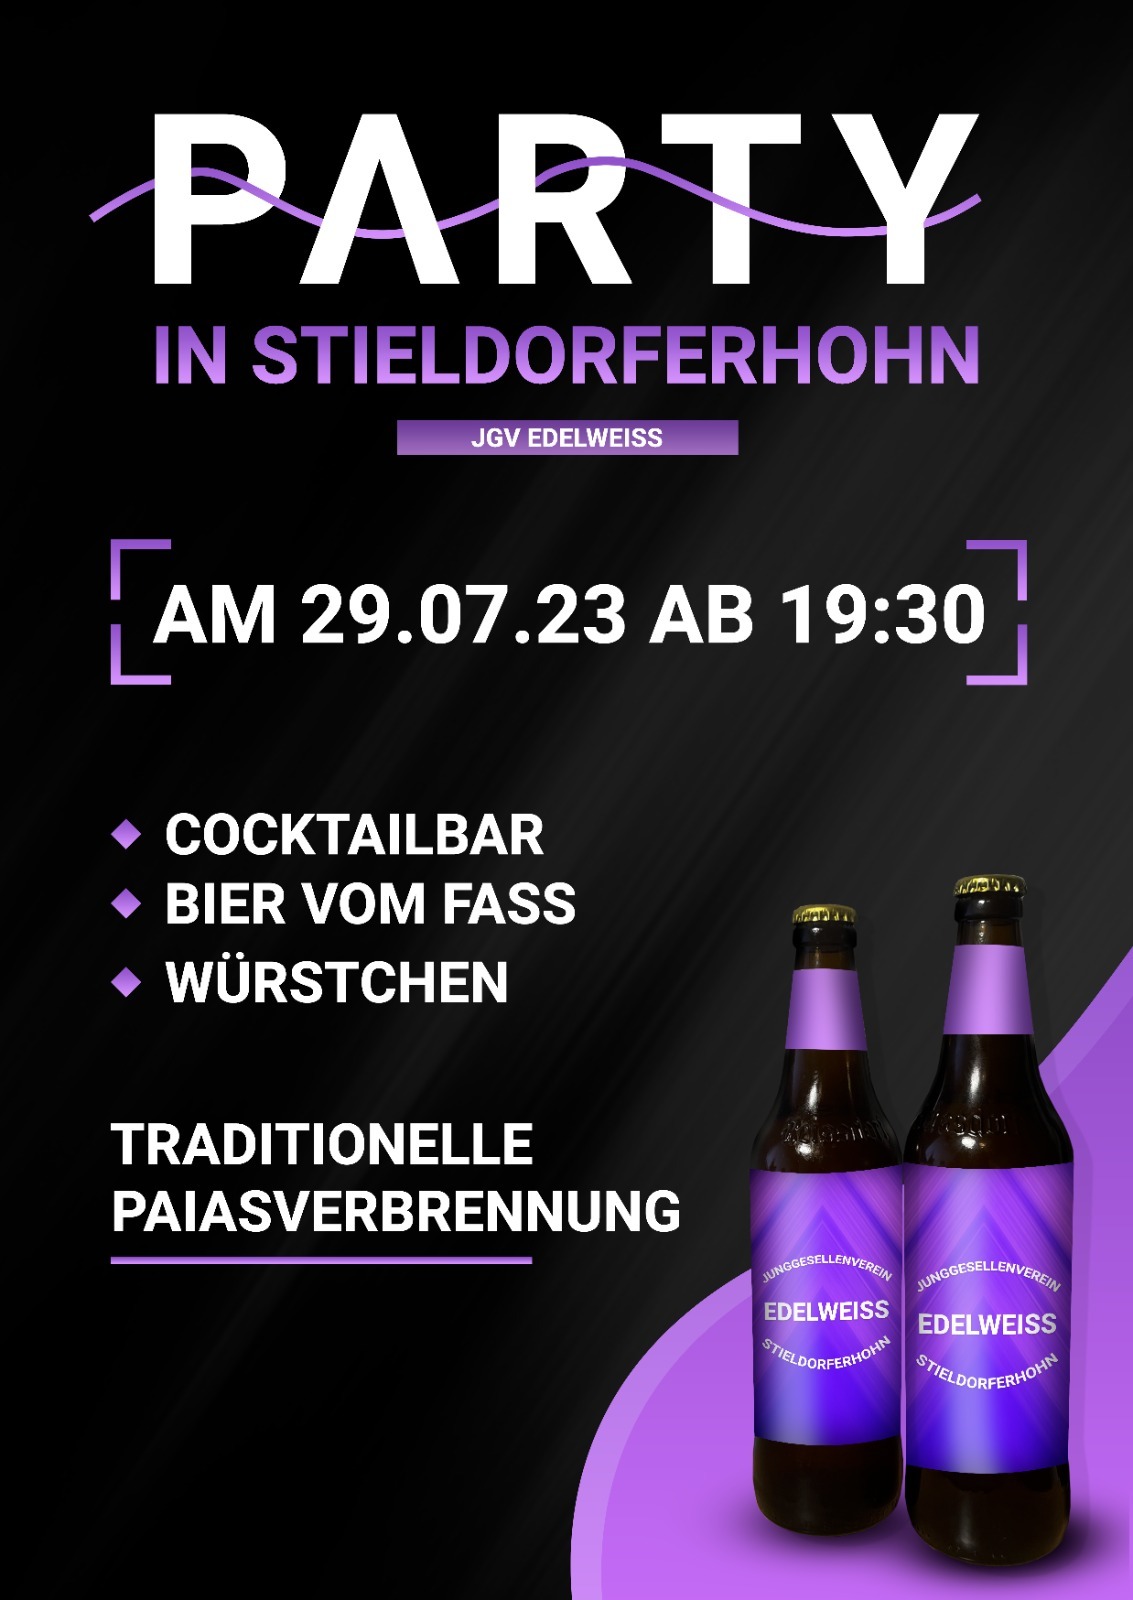 PARTY
IN STIELDORFERHOHN
JGV EDELWEISS
AM 29.07.23 AB 19:30
COCKTAILBAR
BIER VOM FASS
WÜRSTCHEN
TRADITIONELLE
PAIASVERBRENNUNG
JUNGGESELLENVEREIN
EDELWEISS
STIELDORFERHOHN
JUNGGESELLENVEREIN
EDELWEISS
STIELDORFERHOHN